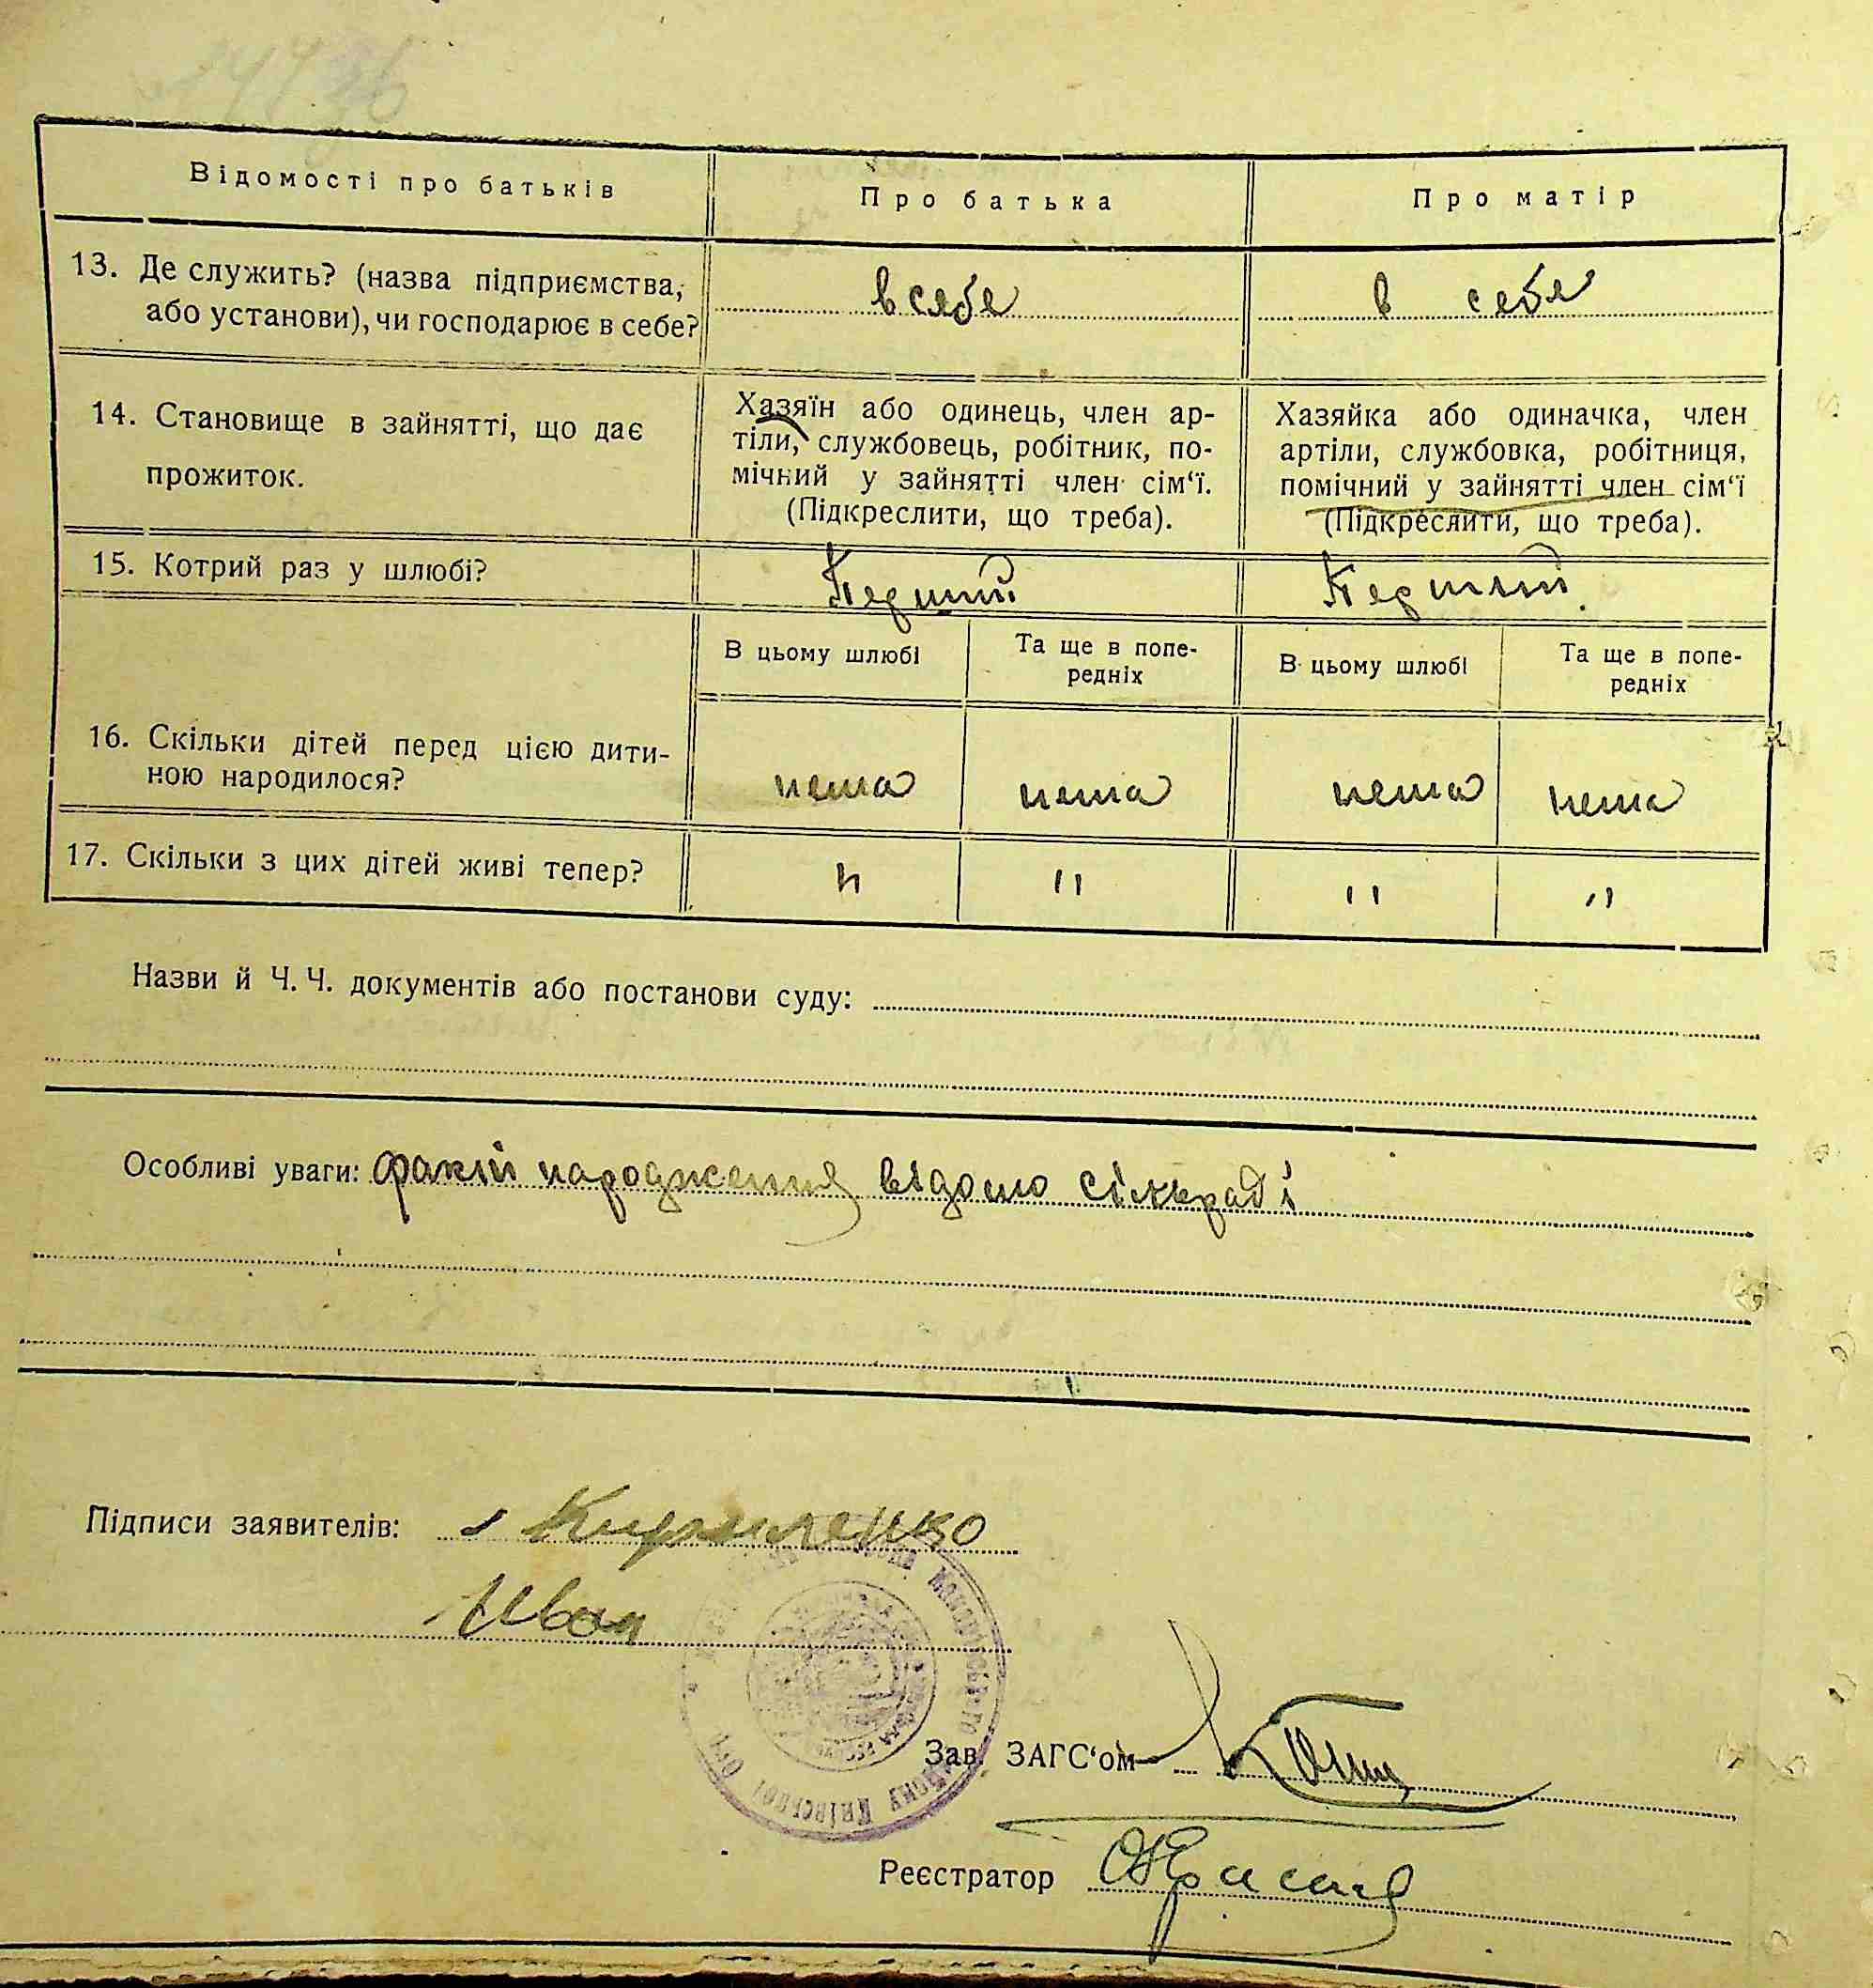 Відомості про батьків
Про батька
Про матір
13. Де служить? (назва підприємства, або установи), чи господарює в себе?
в себе
в себе
14. Становище в зайнятті, що дає прожиток.
Хазяїн або одинець, член ар-
тіли, службовець, робітник, по-
мічний у зайнятті член сім‘ї.
(Підкреслити, що треба).
Хазяйка або одиначка, член
артіли, службовка, робітниця,
помічний у зайнятті член сім‘ї
(Підкреслити, що треба).
15. Котрий раз у шлюбі?
Перший
Перший
В цьому шлюбі
Та ще в попе-
редніх
В цьому шлюбі
Та ще в попе-
редніх
16. Скільки дітей перед цією дити-
ною народилося?
нема
нема
нема
нема
17. Скільки з цих дітей живі тепер?
"
"
"
"
Назви й Ч. Ч. документів або постанови суду:
Особливі уваги: факт народження відомо сільраді
Підписи заявителів: Кириленко
Иван
Зав. ЗАГС‘ом
Реєстратор